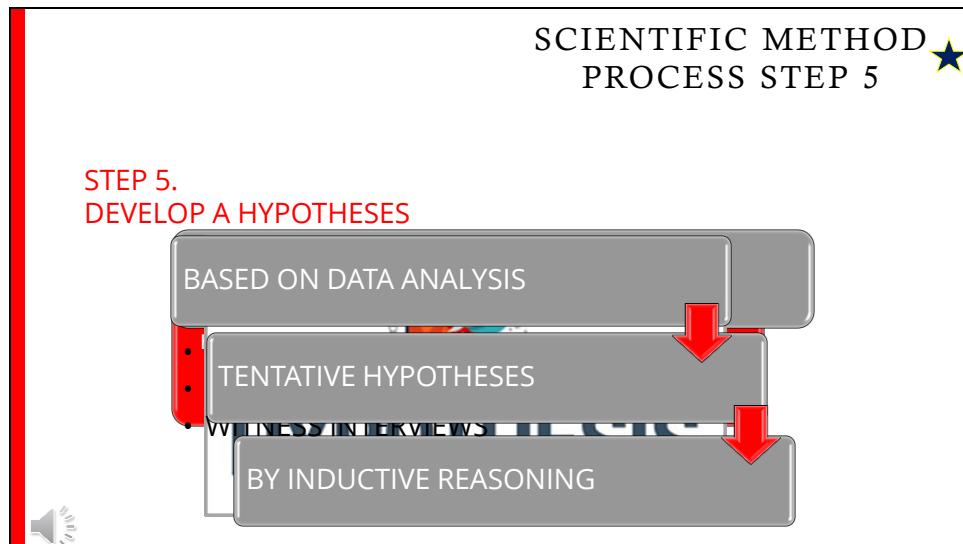 SCIENTIFIC METHOD
PROCESS STEP 5
STEP 5.
DEVELOP A HYPOTHESES
BASED ON DATA ANALYSIS
TENTATIVE HYPOTHESES
WITNESS INTERVIEWS
BY INDUCTIVE REASONING